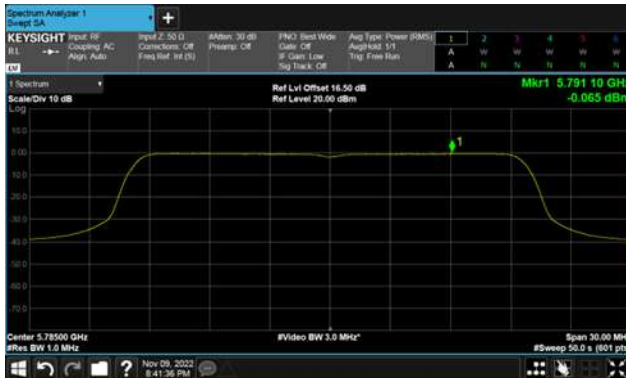 Spectrum Analyzer 1
Swept SA
KEYSIGHT
RL
Input: RF
Coupling: AC
Align: Auto
Input Z: 50 Ω
Corrections: Off
Freq Ref: Int (S)
#Atten: 30 dB
Preamp: Off
PNO: Best Wide
Gate: Off
IF Gain: Low
Sig Track: Off
Avg Type: Power (RMS)
Avg|Hold: 1/1
Trig: Free Run
1 2 3 4 5 6
A W W W W W
A N N N N N
1 Spectrum
Scale/Div 10 dB
Log
Ref Lvl Offset 16.50 dB
Ref Level 20.00 dBm
Mkr1 5.791 10 GHz
-0.065 dBm
10.0
0.00
-10.0
-20.0
-30.0
-40.0
-50.0
-60.0
-70.0
1
Center 5.78500 GHz
#Res BW 1.0 MHz
#Video BW 3.0 MHz*
Span 30.00 MHz
#Sweep 50.0 s (601 pts)
Nov 09, 2022
8:41:36 PM